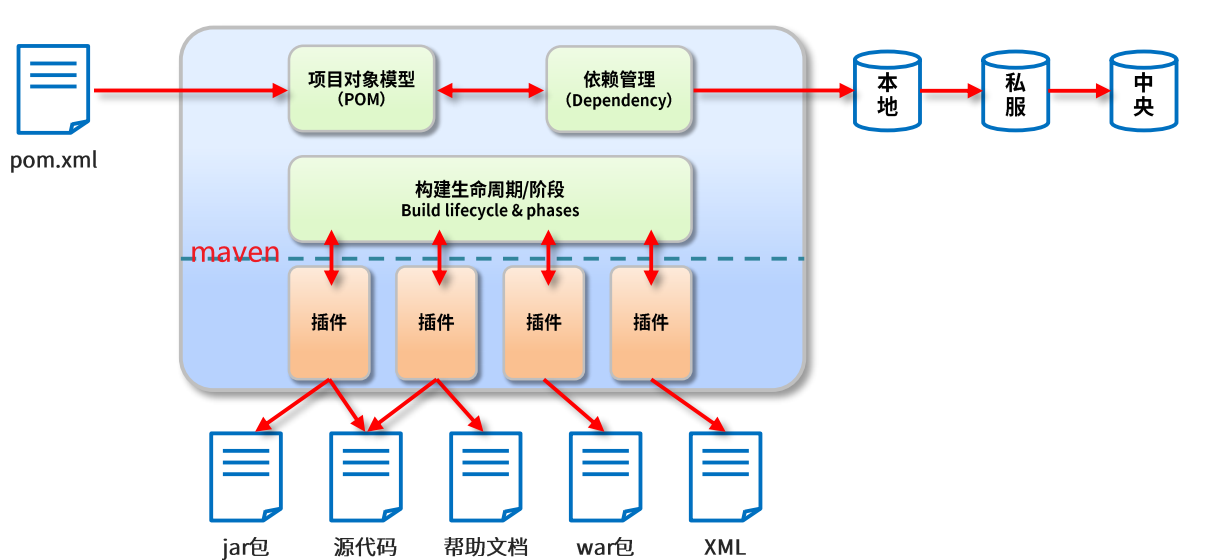 pom.xml
项目对象模型
（POM）
依赖管理
（Dependency）
本
地
私
服
中
央
构建生命周期/阶段
Build lifecycle & phases
maven
插件
插件
插件
插件
jar包
源代码
帮助文档
war包
XML